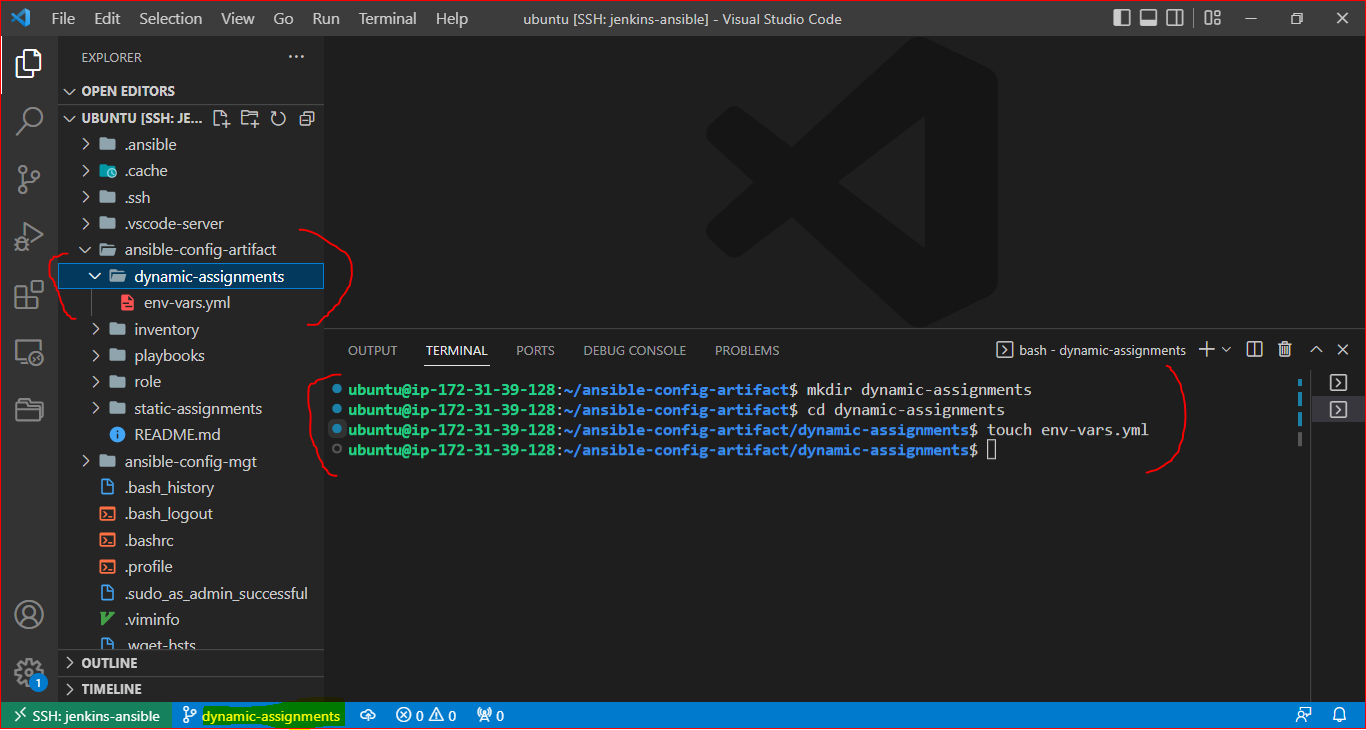 File Edit Selection View Go Run Terminal Help ubuntu [SSH: jenkins-ansible] - Visual Studio Code
EXPLORER
OPEN EDITORS
UBUNTU [SSH: JE...
.ansible
.cache
.ssh
.vscode-server
ansible-config-artifact
dynamic-assignments
env-vars.yml
inventory
playbooks
role
static-assignments
README.md
ansible-config-mgt
.bash_history
.bash_logout
.bashrc
.profile
.sudo_as_admin_successful
.viminfo
.wget-hsts
OUTLINE
TIMELINE
OUTPUT TERMINAL PORTS DEBUG CONSOLE PROBLEMS bash - dynamic-assignments
ubuntu@ip-172-31-39-128:~/ansible-config-artifact$ mkdir dynamic-assignments
ubuntu@ip-172-31-39-128:~/ansible-config-artifact$ cd dynamic-assignments
ubuntu@ip-172-31-39-128:~/ansible-config-artifact/dynamic-assignments$ touch env-vars.yml
ubuntu@ip-172-31-39-128:~/ansible-config-artifact/dynamic-assignments$
1
SSH: jenkins-ansible dynamic-assignments 0 0 0